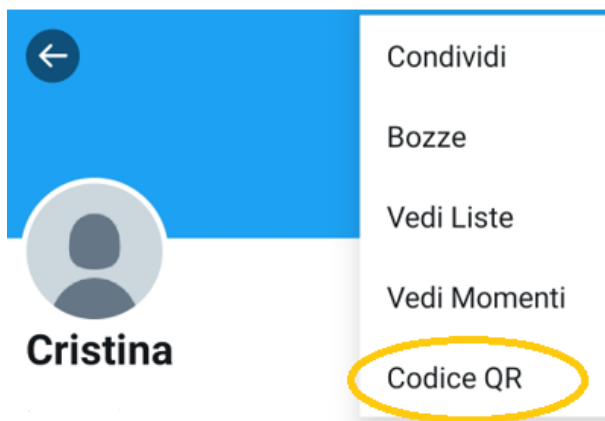 Condividi
Bozze
Vedi Liste
Vedi Momenti
Cristina
Codice QR